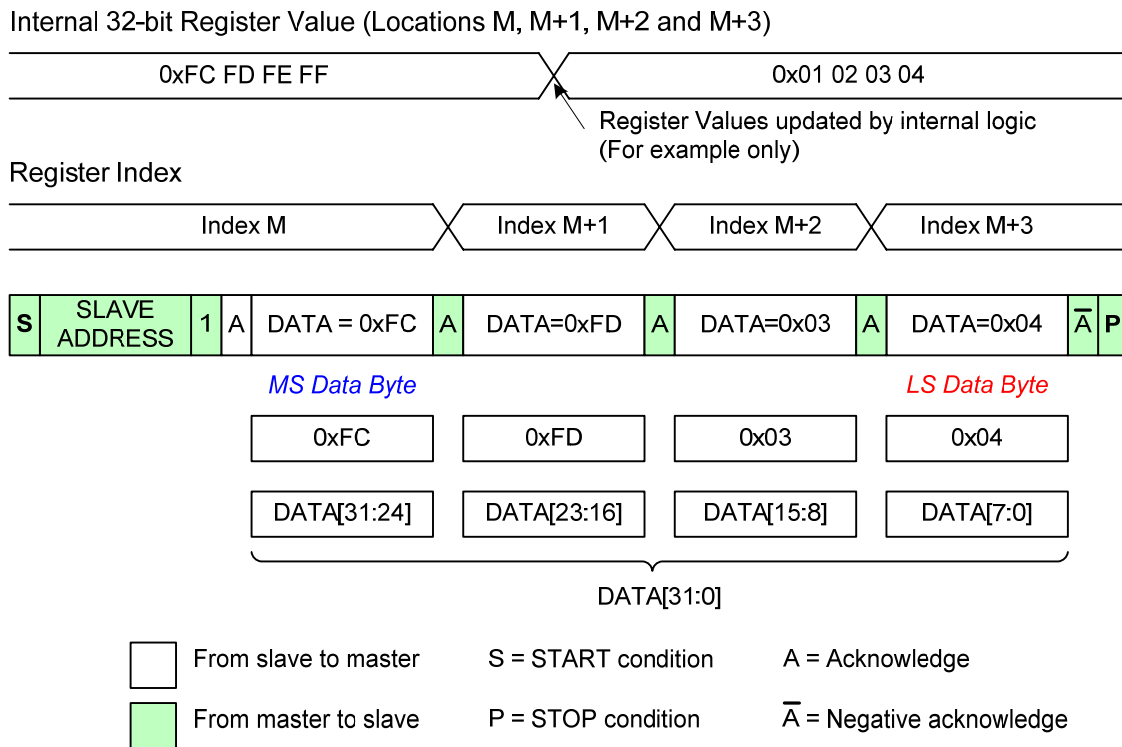 Internal 32-bit Register Value (Locations M, M+1, M+2 and M+3)
0xFC FD FE FF
0x01 02 03 04
Register Values updated by internal logic
(For example only)
Register Index
Index M
Index M+1
Index M+2
Index M+3
S
SLAVE
ADDRESS
1
A
DATA = 0xFC
A
DATA=0xFD
A
DATA=0x03
A
DATA=0x04
A̅
P
MS Data Byte
LS Data Byte
0xFC
0xFD
0x03
0x04
DATA[31:24]
DATA[23:16]
DATA[15:8]
DATA[7:0]
DATA[31:0]
From slave to master
S = START condition
A = Acknowledge
From master to slave
P = STOP condition
A̅ = Negative acknowledge